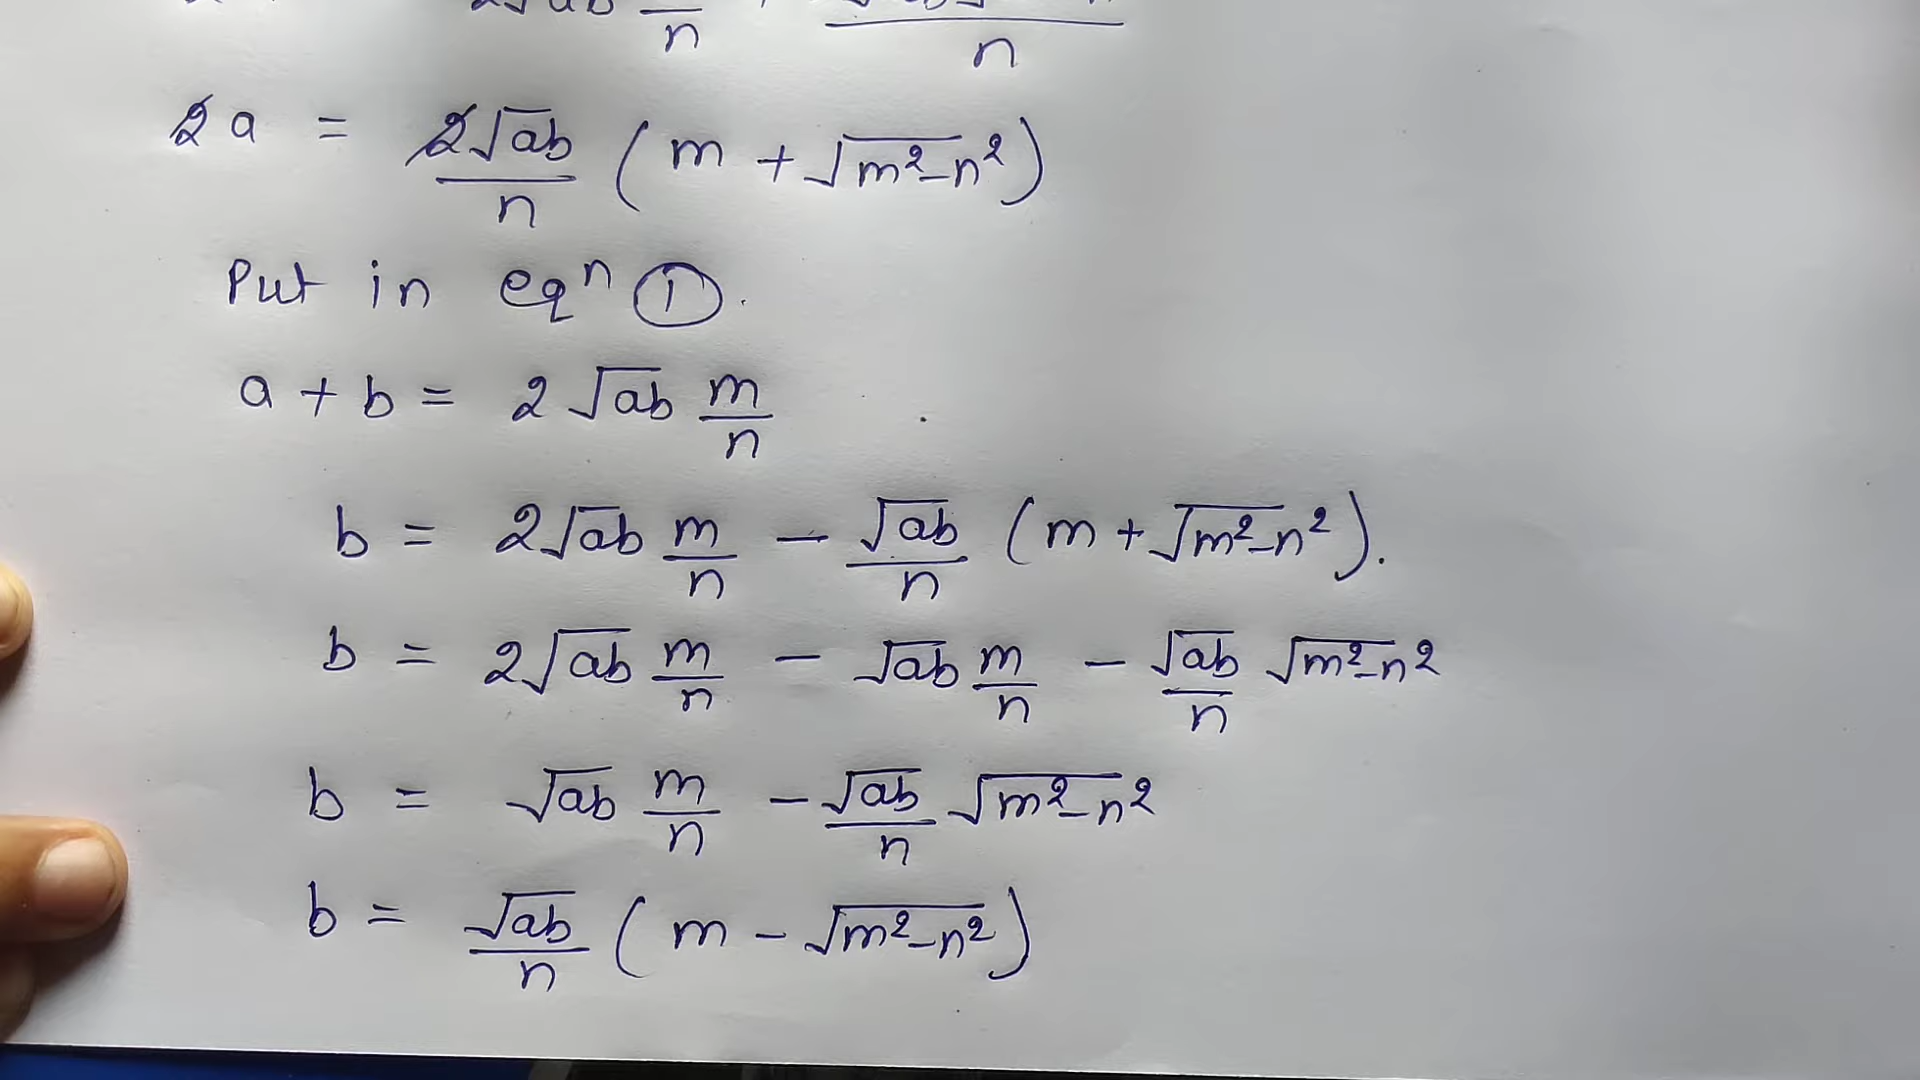 n n
2a = 2√ab/n (m + √m²-n²)
Put in eqⁿ ①.
a + b = 2√ab m/n
b = 2√ab m/n - √ab/n (m + √m²-n²).
b = 2√ab m/n - √ab m/n - √ab/n √m²-n²
b = √ab m/n - √ab/n √m²-n²
b = √ab/n (m - √m²-n²)